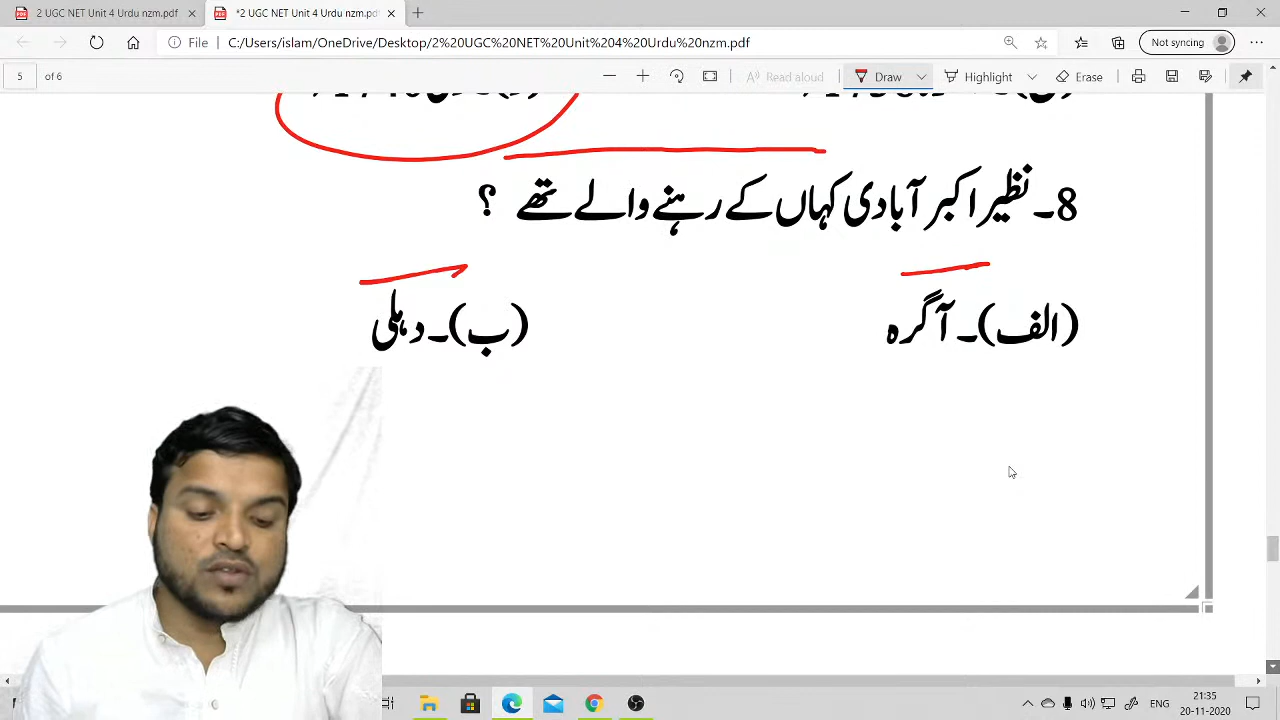 2 UGC NET Unit 4 Urdu nzm.pdf
*2 UGC NET Unit 4 Urdu nzm.pdf
File
C:/Users/islam/OneDrive/Desktop/2%20UGC%20NET%20Unit%204%20Urdu%20nzm.pdf
Not syncing
5 of 6
Read aloud
Draw
Highlight
Erase
8۔نظیر اکبر آبادی کہاں کے رہنے والے تھے ؟
(الف)۔آگرہ
(ب)۔دہلی
ENG
21:35
20-11-2020